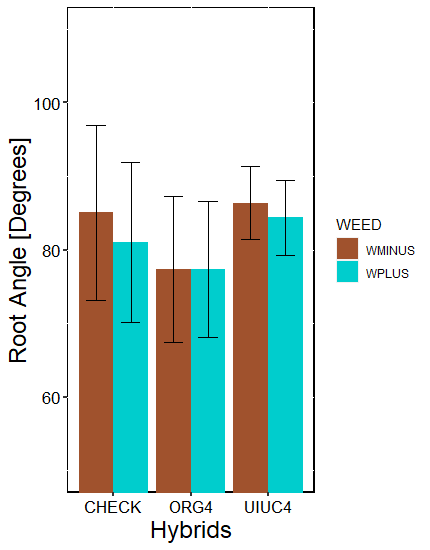 100
80
60
Root Angle [Degrees]
CHECK ORG4 UIUC4
Hybrids
WEED
WMINUS
WPLUS